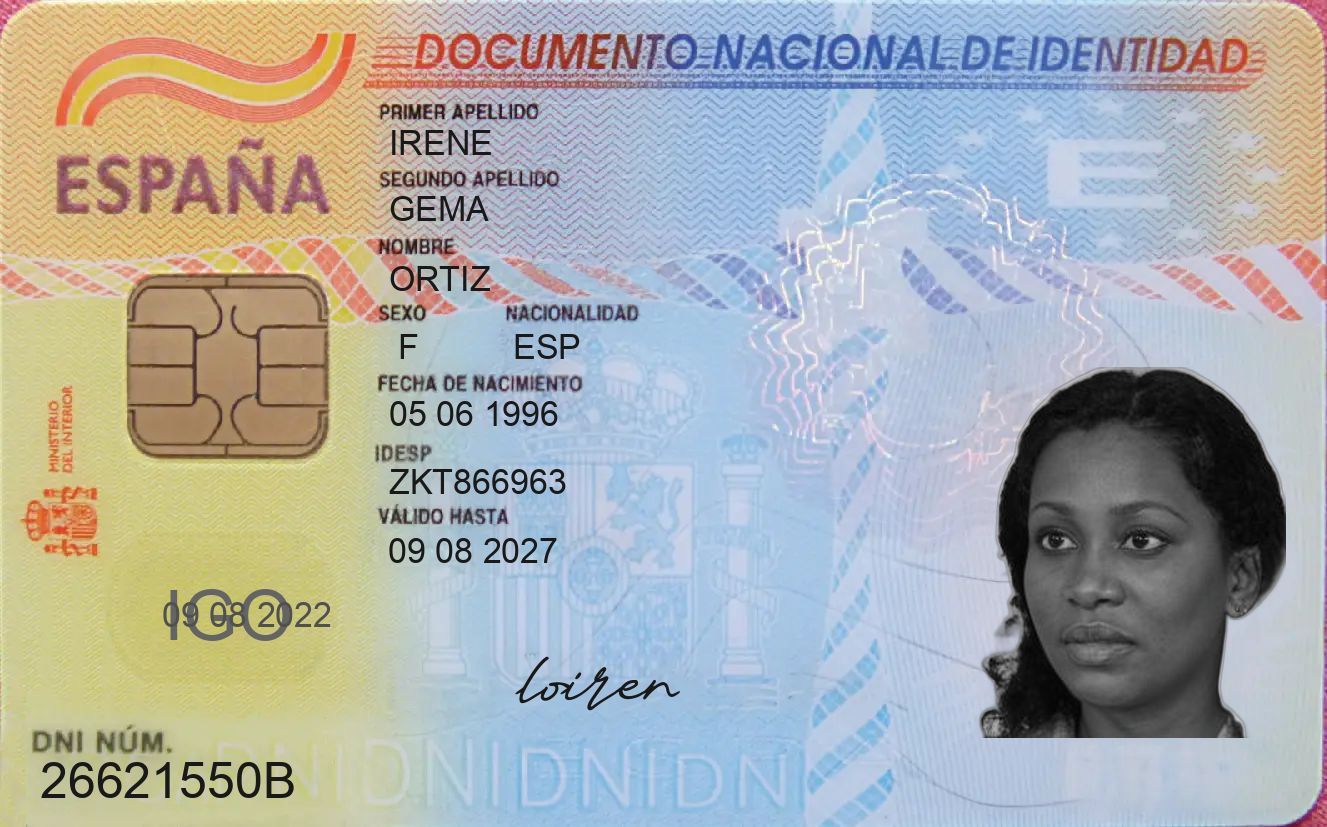 DOCUMENTO NACIONAL DE IDENTIDAD
ESPAÑA
PRIMER APELLIDO
IRENE
SEGUNDO APELLIDO
GEMA
NOMBRE
ORTIZ
SEXO NACIONALIDAD
F ESP
FECHA DE NACIMIENTO
05 06 1996
IDESP
ZKT866963
VÁLIDO HASTA
09 08 2027
MINISTERIO
DEL INTERIOR
E
IGO
09 08 2022
loiren
DNI NÚM.
26621550B
DNIDNIDNIDNI